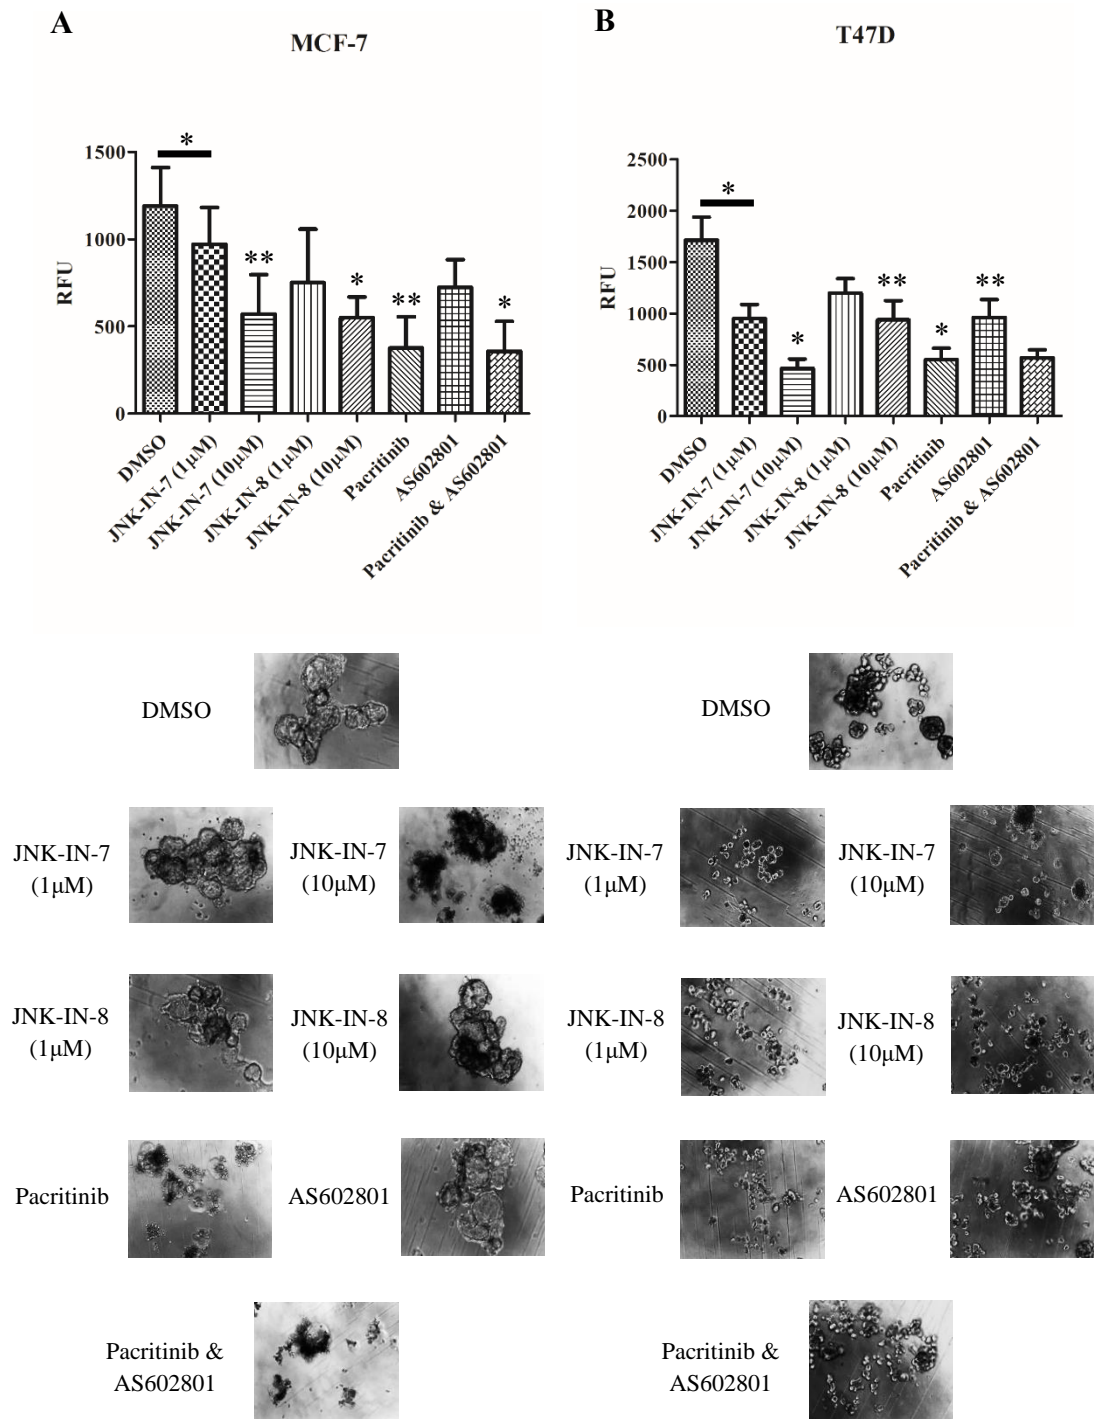 A
MCF-7
RFU
1500
1000
500
0
*
**
*
**
*
DMSO
JNK-IN-7 (1μM)
JNK-IN-7 (10μM)
JNK-IN-8 (1μM)
JNK-IN-8 (10μM)
Pacritinib
AS602801
Pacritinib & AS602801
B
T47D
RFU
2500
2000
1500
1000
500
0
*
*
**
*
**
DMSO
JNK-IN-7 (1μM)
JNK-IN-7 (10μM)
JNK-IN-8 (1μM)
JNK-IN-8 (10μM)
Pacritinib
AS602801
Pacritinib & AS602801
DMSO
JNK-IN-7
(1μM)
JNK-IN-7
(10μM)
JNK-IN-8
(1μM)
JNK-IN-8
(10μM)
Pacritinib
AS602801
Pacritinib &
AS602801
DMSO
JNK-IN-7
(1μM)
JNK-IN-7
(10μM)
JNK-IN-8
(1μM)
JNK-IN-8
(10μM)
Pacritinib
AS602801
Pacritinib &
AS602801